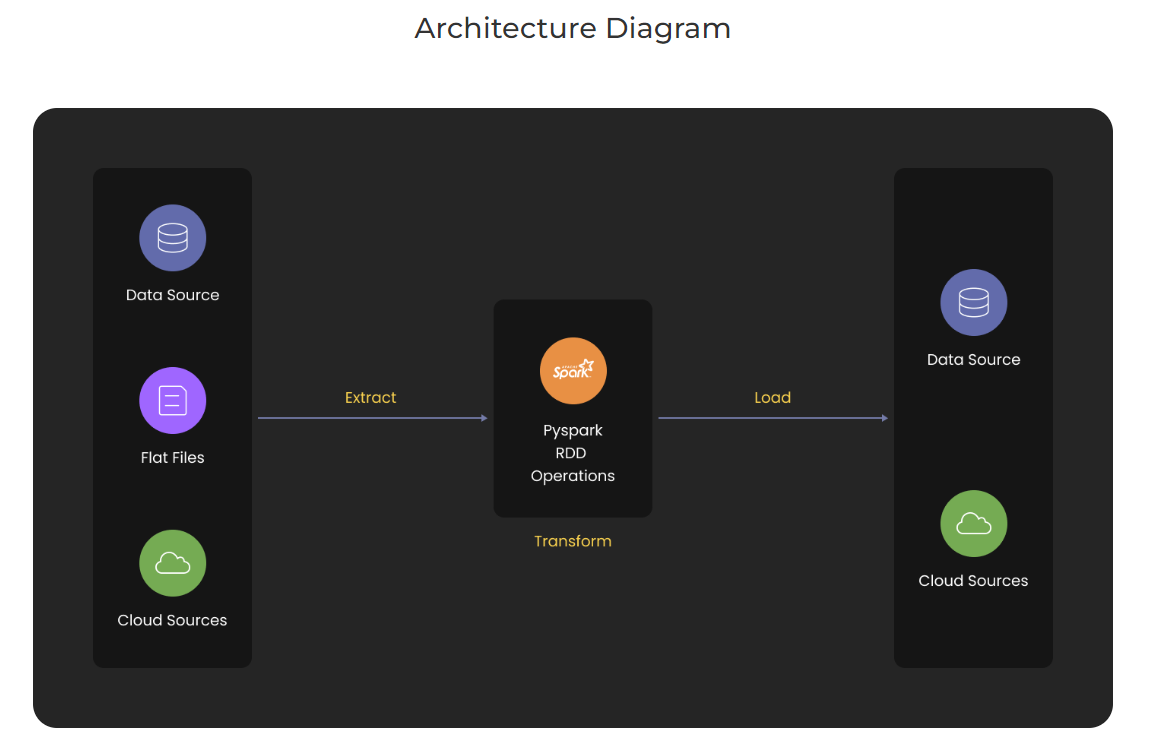 Architecture Diagram
Data Source
Flat Files
Cloud Sources
Extract
APACHE
Spark
Pyspark
RDD
Operations
Transform
Load
Data Source
Cloud Sources